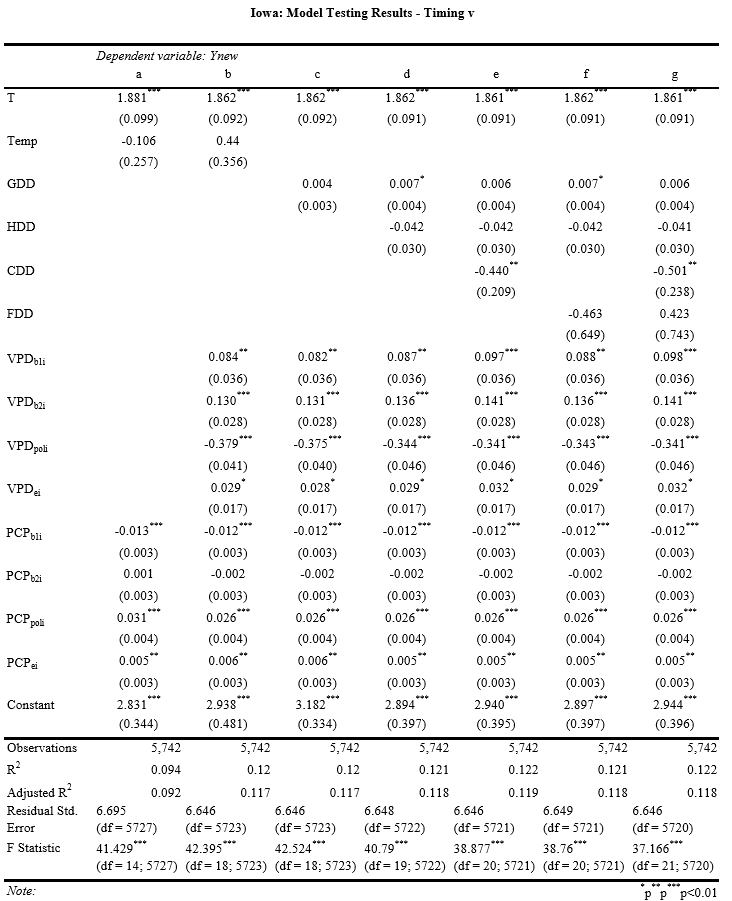 Iowa: Model Testing Results - Timing v
Dependent variable: Ynew
a b c d e f g
T 1.881*** 1.862*** 1.862*** 1.862*** 1.861*** 1.862*** 1.861***
(0.099) (0.092) (0.092) (0.091) (0.091) (0.091) (0.091)
Temp -0.106 0.44
(0.257) (0.356)
GDD 0.004 0.007* 0.006 0.007* 0.006
(0.003) (0.004) (0.004) (0.004) (0.004)
HDD -0.042 -0.042 -0.042 -0.041
(0.030) (0.030) (0.030) (0.030)
CDD -0.440** -0.501**
(0.209) (0.238)
FDD -0.463 0.423
(0.649) (0.743)
VPDb1i 0.084** 0.082** 0.087** 0.097*** 0.088** 0.098***
(0.036) (0.036) (0.036) (0.036) (0.036) (0.036)
VPDb2i 0.130*** 0.131*** 0.136*** 0.141*** 0.136*** 0.141***
(0.028) (0.028) (0.028) (0.028) (0.028) (0.028)
VPDpoli -0.379*** -0.375*** -0.344*** -0.341*** -0.343*** -0.341***
(0.041) (0.040) (0.046) (0.046) (0.046) (0.046)
VPDei 0.029* 0.028* 0.029* 0.032* 0.029* 0.032*
(0.017) (0.017) (0.017) (0.017) (0.017) (0.017)
PCPb1i -0.013*** -0.012*** -0.012*** -0.012*** -0.012*** -0.012*** -0.012***
(0.003) (0.003) (0.003) (0.003) (0.003) (0.003) (0.003)
PCPb2i 0.001 -0.002 -0.002 -0.002 -0.002 -0.002 -0.002
(0.003) (0.003) (0.003) (0.003) (0.003) (0.003) (0.003)
PCPpoli 0.031*** 0.026*** 0.026*** 0.026*** 0.026*** 0.026*** 0.026***
(0.004) (0.004) (0.004) (0.004) (0.004) (0.004) (0.004)
PCPei 0.005** 0.006** 0.006** 0.005** 0.005** 0.005** 0.005**
(0.003) (0.003) (0.003) (0.003) (0.003) (0.003) (0.003)
Constant 2.831*** 2.938*** 3.182*** 2.894*** 2.940*** 2.897*** 2.944***
(0.344) (0.481) (0.334) (0.397) (0.395) (0.397) (0.396)
Observations 5,742 5,742 5,742 5,742 5,742 5,742 5,742
R2 0.094 0.12 0.12 0.121 0.122 0.121 0.122
Adjusted R2 0.092 0.117 0.117 0.118 0.119 0.118 0.118
Residual Std. 6.695 6.646 6.646 6.648 6.646 6.649 6.646
Error (df = 5727) (df = 5723) (df = 5723) (df = 5722) (df = 5721) (df = 5721) (df = 5720)
F Statistic 41.429*** 42.395*** 42.524*** 40.79*** 38.877*** 38.76*** 37.166***
(df = 14; 5727) (df = 18; 5723) (df = 18; 5723) (df = 19; 5722) (df = 20; 5721) (df = 20; 5721) (df = 21; 5720)
Note: *p**p***p<0.01